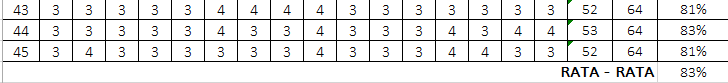 43 3 3 3 3 3 4 4 4 4 3 3 3 3 3 3 3 52 64 81%
44 3 3 3 3 3 4 3 3 4 3 3 3 4 3 4 4 53 64 83%
45 3 4 3 3 3 3 3 3 4 3 3 3 4 4 3 3 52 64 81%
RATA - RATA 83%